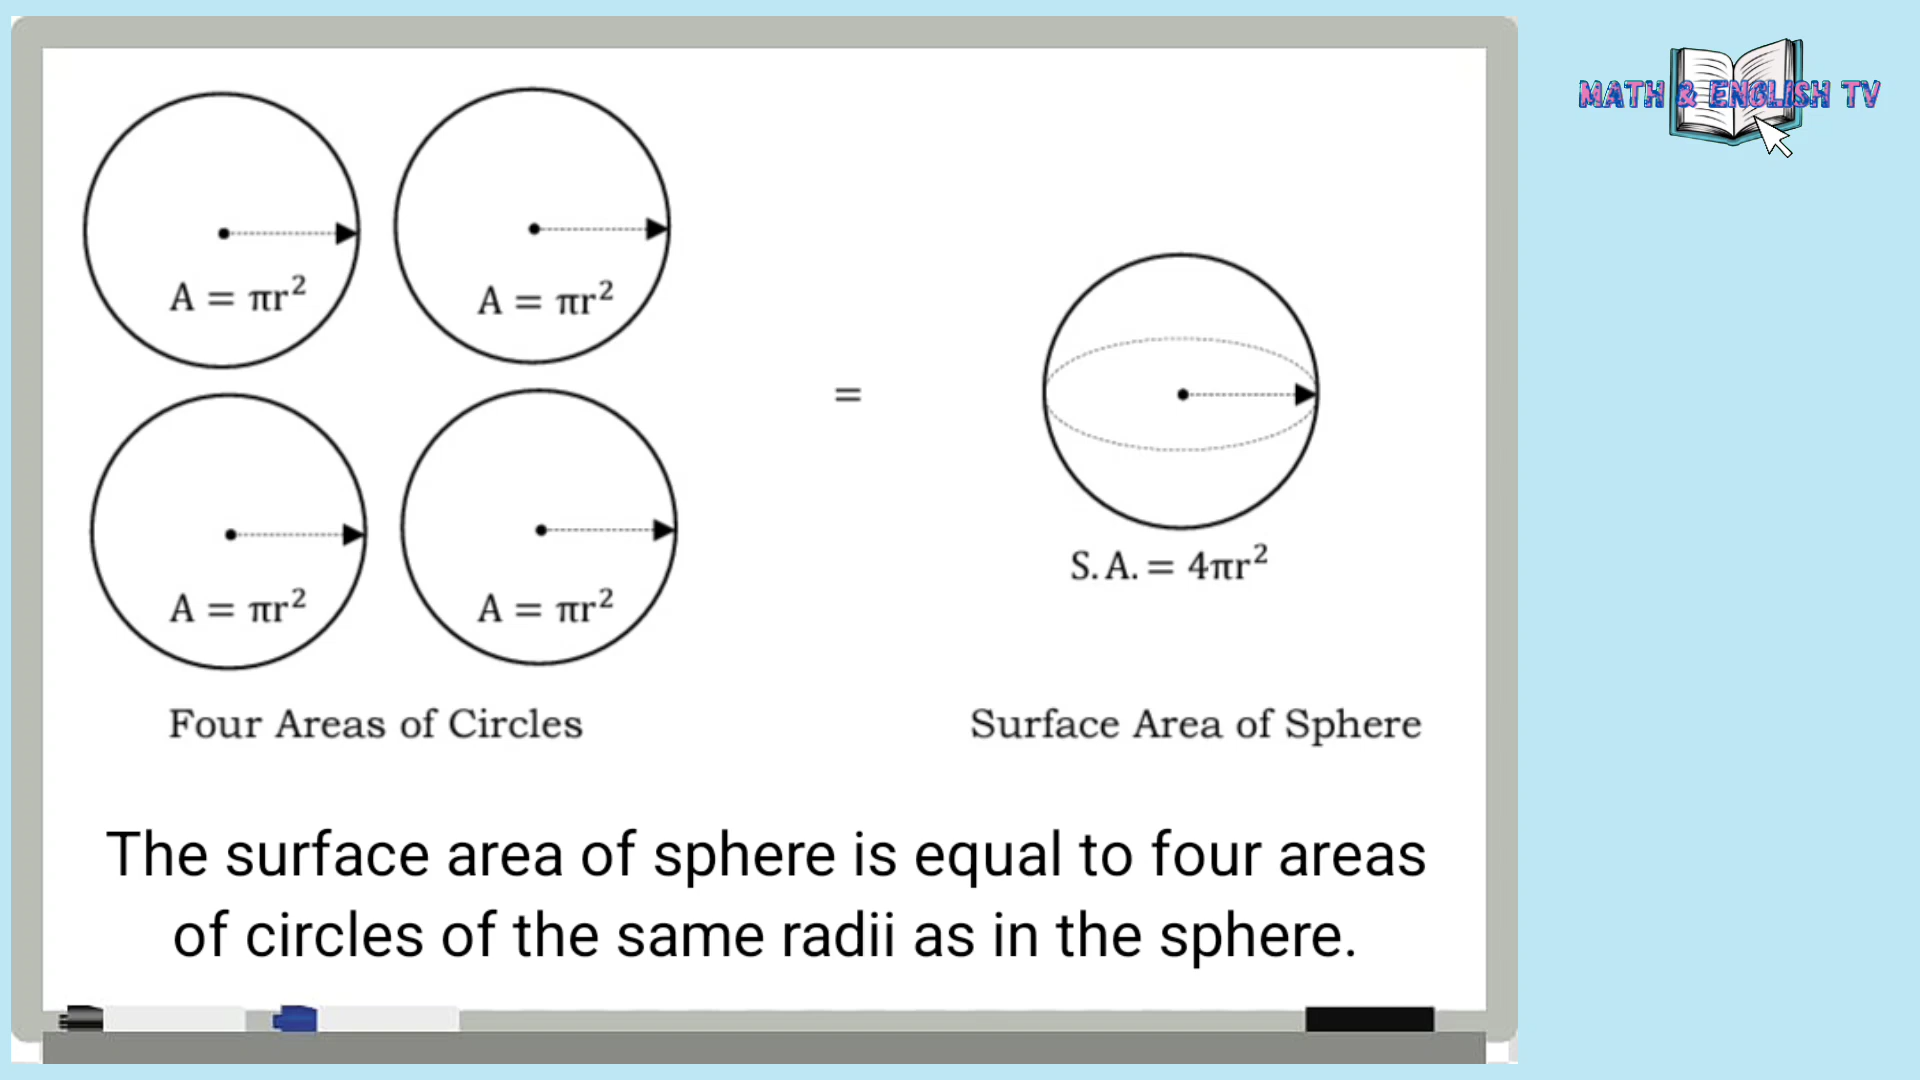 MATH & ENGLISH TV
A = πr²
A = πr²
A = πr²
A = πr²
=
S. A. = 4πr²
Four Areas of Circles
Surface Area of Sphere
The surface area of sphere is equal to four areas
of circles of the same radii as in the sphere.